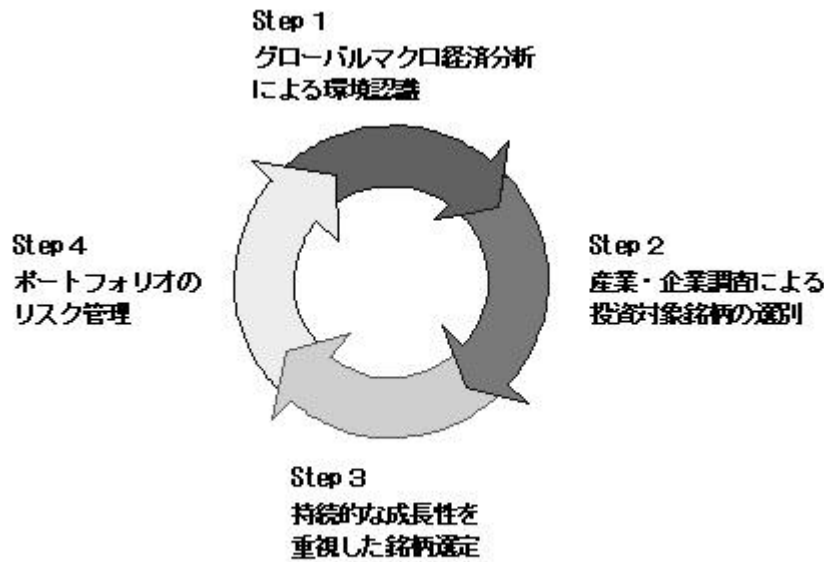 Step 1
グローバルマクロ経済分析
による環境認識
Step 2
産業・企業調査による
投資対象銘柄の選別
Step 3
持続的な成長性を
重視した銘柄選定
Step 4
ポートフォリオの
リスク管理